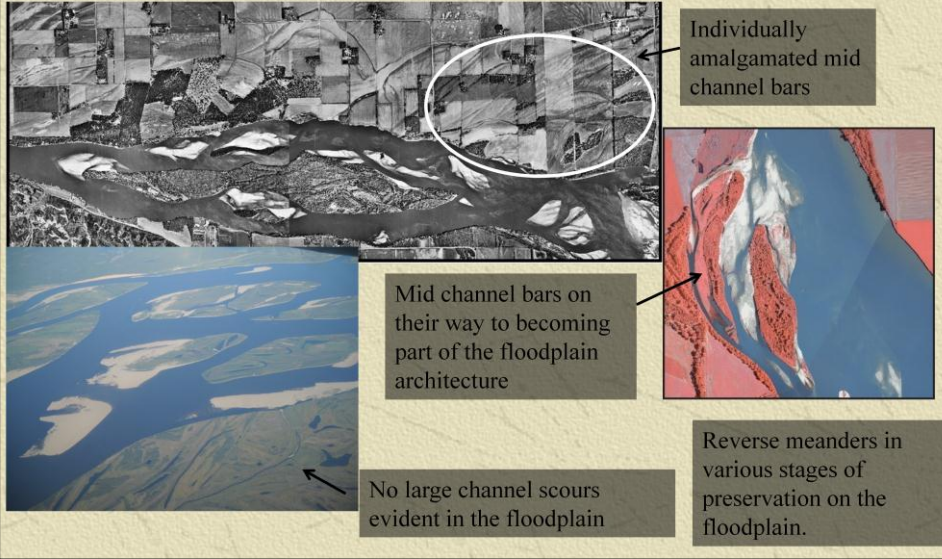 Individually
amalgamated mid
channel bars
Mid channel bars on
their way to becoming
part of the floodplain
architecture
Reverse meanders in
various stages of
preservation on the
floodplain.
No large channel scours
evident in the floodplain